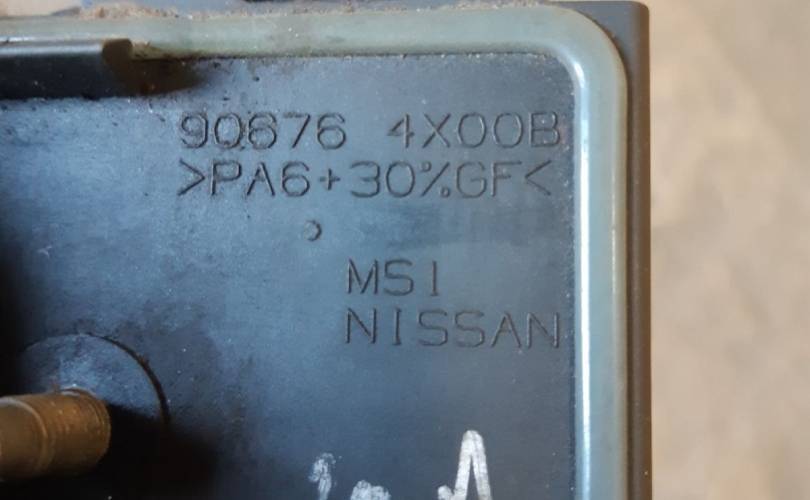 90676 4X00B
>PA6+30%GF<
MSI
NISSAN